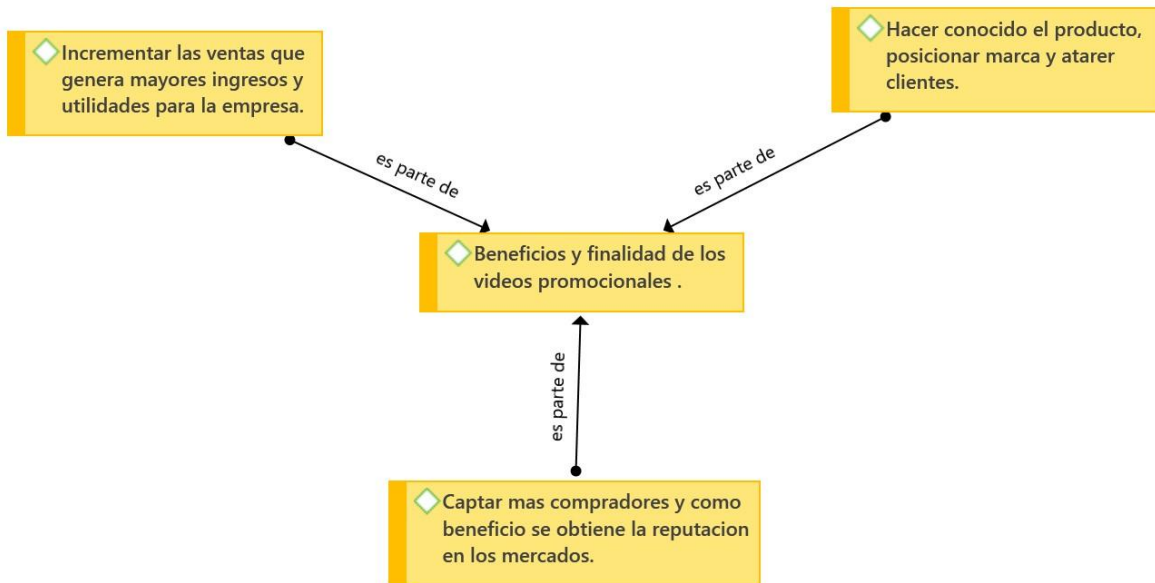 Incrementar las ventas que
genera mayores ingresos y
utilidades para la empresa.
Hacer conocido el producto,
posicionar marca y atarer
clientes.
es parte de
es parte de
Beneficios y finalidad de los
videos promocionales .
es parte de
Captar mas compradores y como
beneficio se obtiene la reputacion
en los mercados.